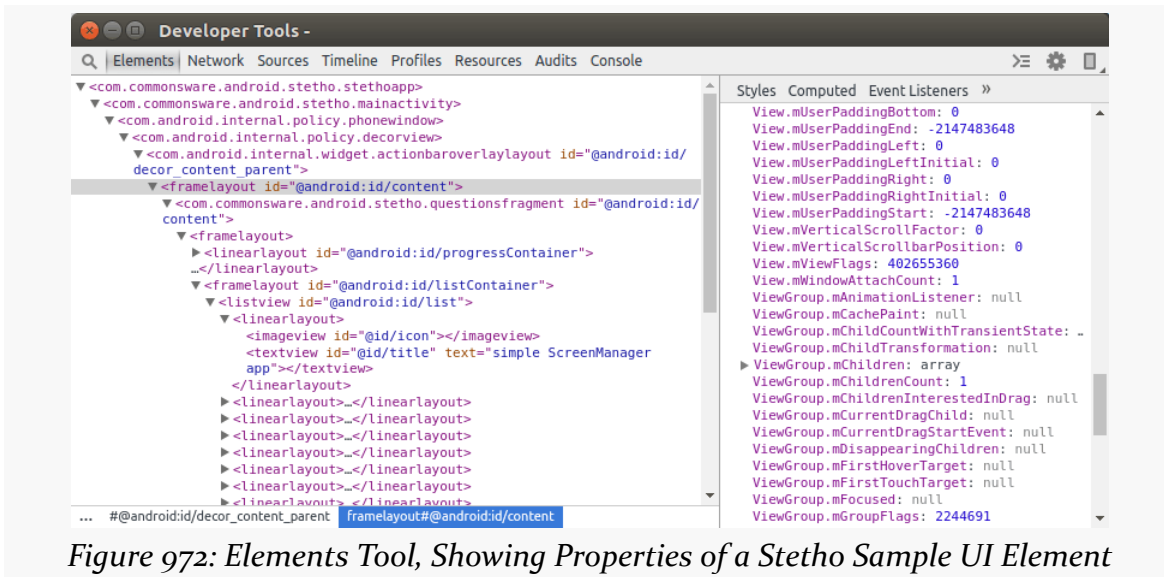 Developer Tools -
Elements Network Sources Timeline Profiles Resources Audits Console
▼<com.commonsware.android.stetho.stethoapp>
▼<com.commonsware.android.stetho.mainactivity>
▼<com.android.internal.policy.phonewindow>
▼<com.android.internal.policy.decorview>
▼<com.android.internal.widget.actionbaroverlaylayout id="@android:id/
decor_content_parent">
▼<framelayout id="@android:id/content">
▼<com.commonsware.android.stetho.questionsfragment id="@android:id/
content">
▼<framelayout>
▶<linearlayout id="@android:id/progressContainer">
…</linearlayout>
▼<framelayout id="@android:id/listContainer">
▼<listview id="@android:id/list">
▼<linearlayout>
<imageview id="@id/icon"></imageview>
<textview id="@id/title" text="simple ScreenManager
app"></textview>
</linearlayout>
▶<linearlayout>…</linearlayout>
▶<linearlayout>…</linearlayout>
▶<linearlayout>…</linearlayout>
▶<linearlayout>…</linearlayout>
▶<linearlayout>…</linearlayout>
▶<linearlayout>…</linearlayout>
▶<linearlayout>…</linearlayout>
... #@android:id/decor_content_parent framelayout#@android:id/content
Styles Computed Event Listeners »
View.mUserPaddingBottom: 0
View.mUserPaddingEnd: -2147483648
View.mUserPaddingLeft: 0
View.mUserPaddingLeftInitial: 0
View.mUserPaddingRight: 0
View.mUserPaddingRightInitial: 0
View.mUserPaddingStart: -2147483648
View.mVerticalScrollFactor: 0
View.mVerticalScrollbarPosition: 0
View.mViewFlags: 402655360
View.mWindowAttachCount: 1
ViewGroup.mAnimationListener: null
ViewGroup.mCachePaint: null
ViewGroup.mChildCountWithTransientState: …
ViewGroup.mChildTransformation: null
▶ViewGroup.mChildren: array
ViewGroup.mChildrenCount: 1
ViewGroup.mChildrenInterestedInDrag: null
ViewGroup.mCurrentDragChild: null
ViewGroup.mCurrentDragStartEvent: null
ViewGroup.mDisappearingChildren: null
ViewGroup.mFirstHoverTarget: null
ViewGroup.mFirstTouchTarget: null
ViewGroup.mFocused: null
ViewGroup.mGroupFlags: 2244691
Figure 972: Elements Tool, Showing Properties of a Stetho Sample UI Element